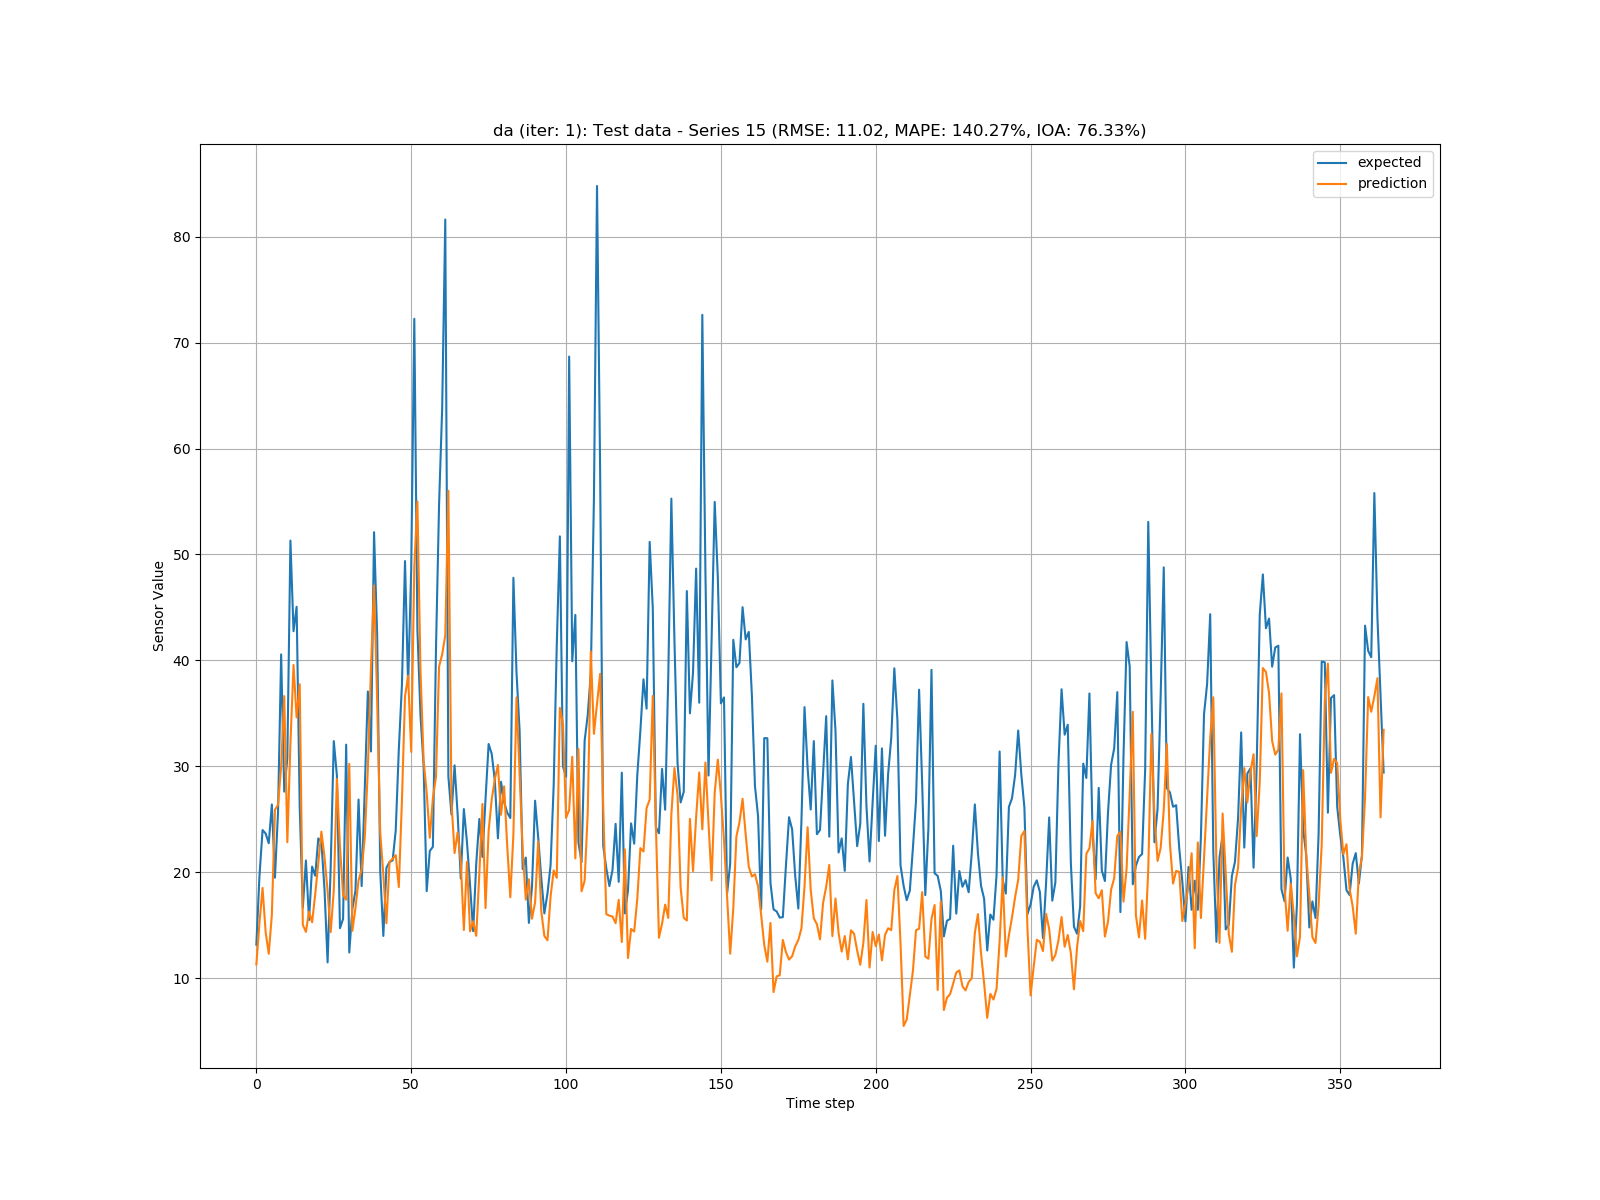 da (iter: 1): Test data - Series 15 (RMSE: 11.02, MAPE: 140.27%, IOA: 76.33%)
expected
prediction
80
70
60
50
40
30
20
10
Sensor Value
0 50 100 150 200 250 300 350
Time step